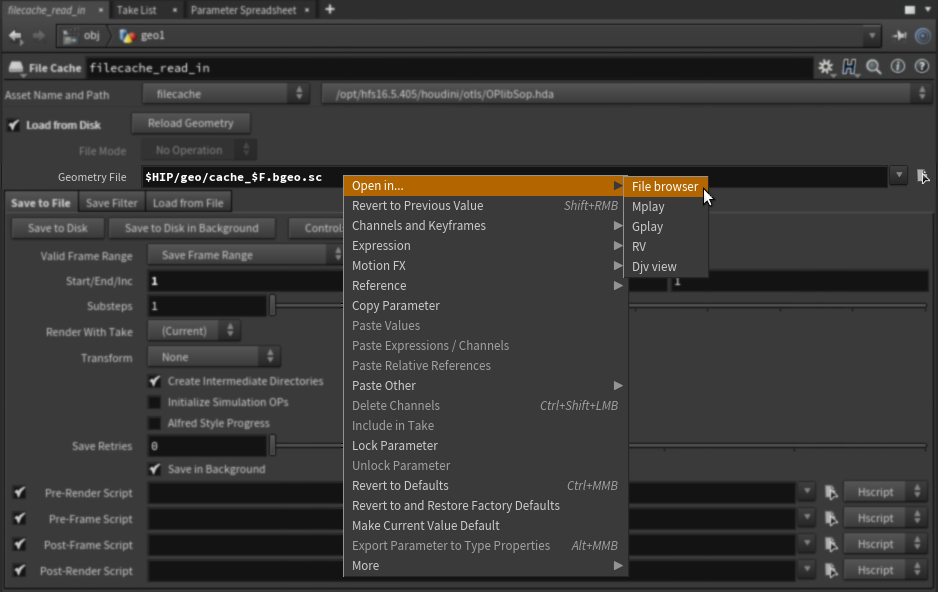 filecache_read_in × Take List × Parameter Spreadsheet × +
obj geo1
File Cache filecache_read_in
Asset Name and Path filecache /opt/hfs16.5.405/houdini/otls/OPlibSop.hda
Load from Disk Reload Geometry
File Mode No Operation
Geometry File $HIP/geo/cache_$F.bgeo.sc
Save to File Save Filter Load from File
Save to Disk Save to Disk in Background Control
Valid Frame Range Save Frame Range
Start/End/Inc 1 1
Substeps 1
Render With Take (Current)
Transform None
Create Intermediate Directories
Initialize Simulation OPs
Alfred Style Progress
Save Retries 0
Save in Background
Pre-Render Script Hscript
Pre-Frame Script Hscript
Post-Frame Script Hscript
Post-Render Script Hscript
Open in...
Revert to Previous Value Shift+RMB
Channels and Keyframes
Expression
Motion FX
Reference
Copy Parameter
Paste Values
Paste Expressions / Channels
Paste Relative References
Paste Other
Delete Channels Ctrl+Shift+LMB
Include in Take
Lock Parameter
Unlock Parameter
Revert to Defaults Ctrl+MMB
Revert to and Restore Factory Defaults
Make Current Value Default
Export Parameter to Type Properties Alt+MMB
More
File browser
Mplay
Gplay
RV
Djv view